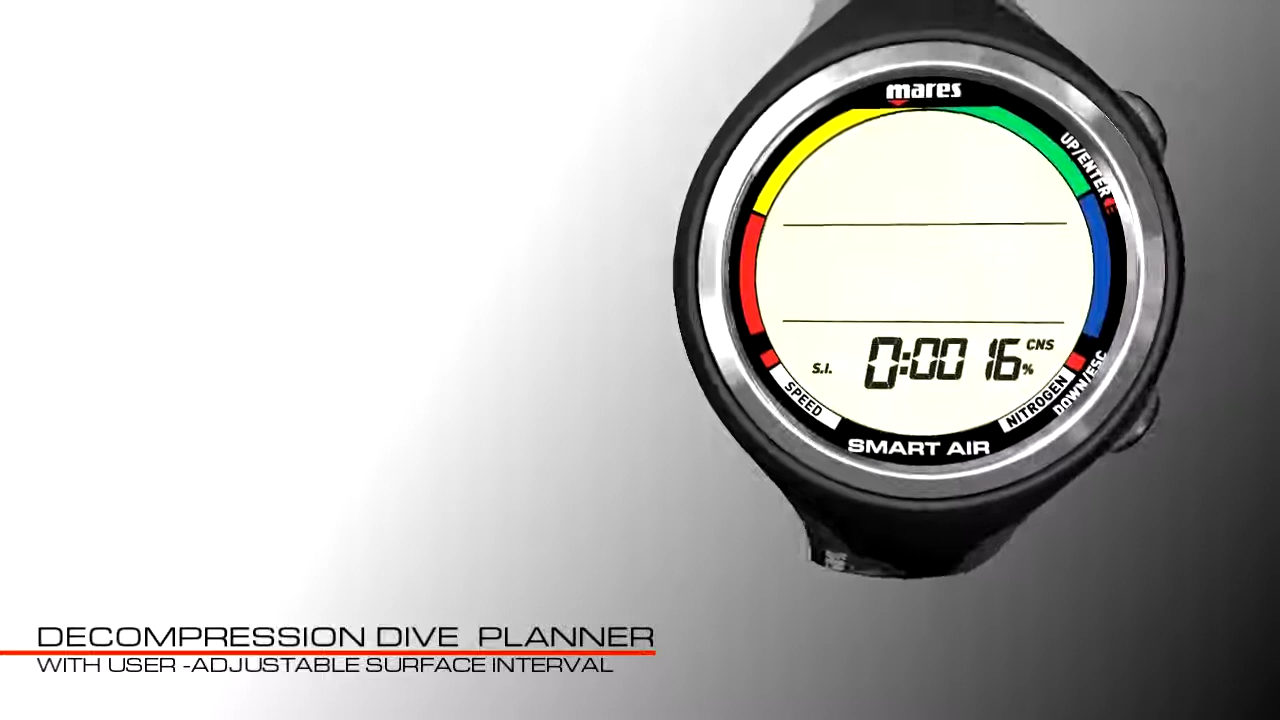 mares
UP/ENTER
S.I. 0:00 16 % CNS
SPEED
NITROGEN
DOWN/ESC
SMART AIR
DECOMPRESSION DIVE PLANNER
WITH USER -ADJUSTABLE SURFACE INTERVAL